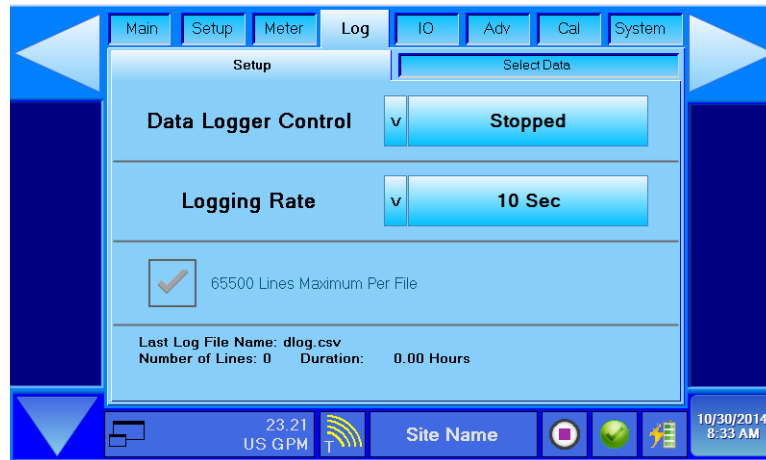 Main Setup Meter Log IO Adv Cal System
Setup Select Data
Data Logger Control v Stopped
Logging Rate v 10 Sec
65500 Lines Maximum Per File
Last Log File Name: dlog.csv
Number of Lines: 0 Duration: 0.00 Hours
23.21
US GPM T Site Name
10/30/2014
8:33 AM